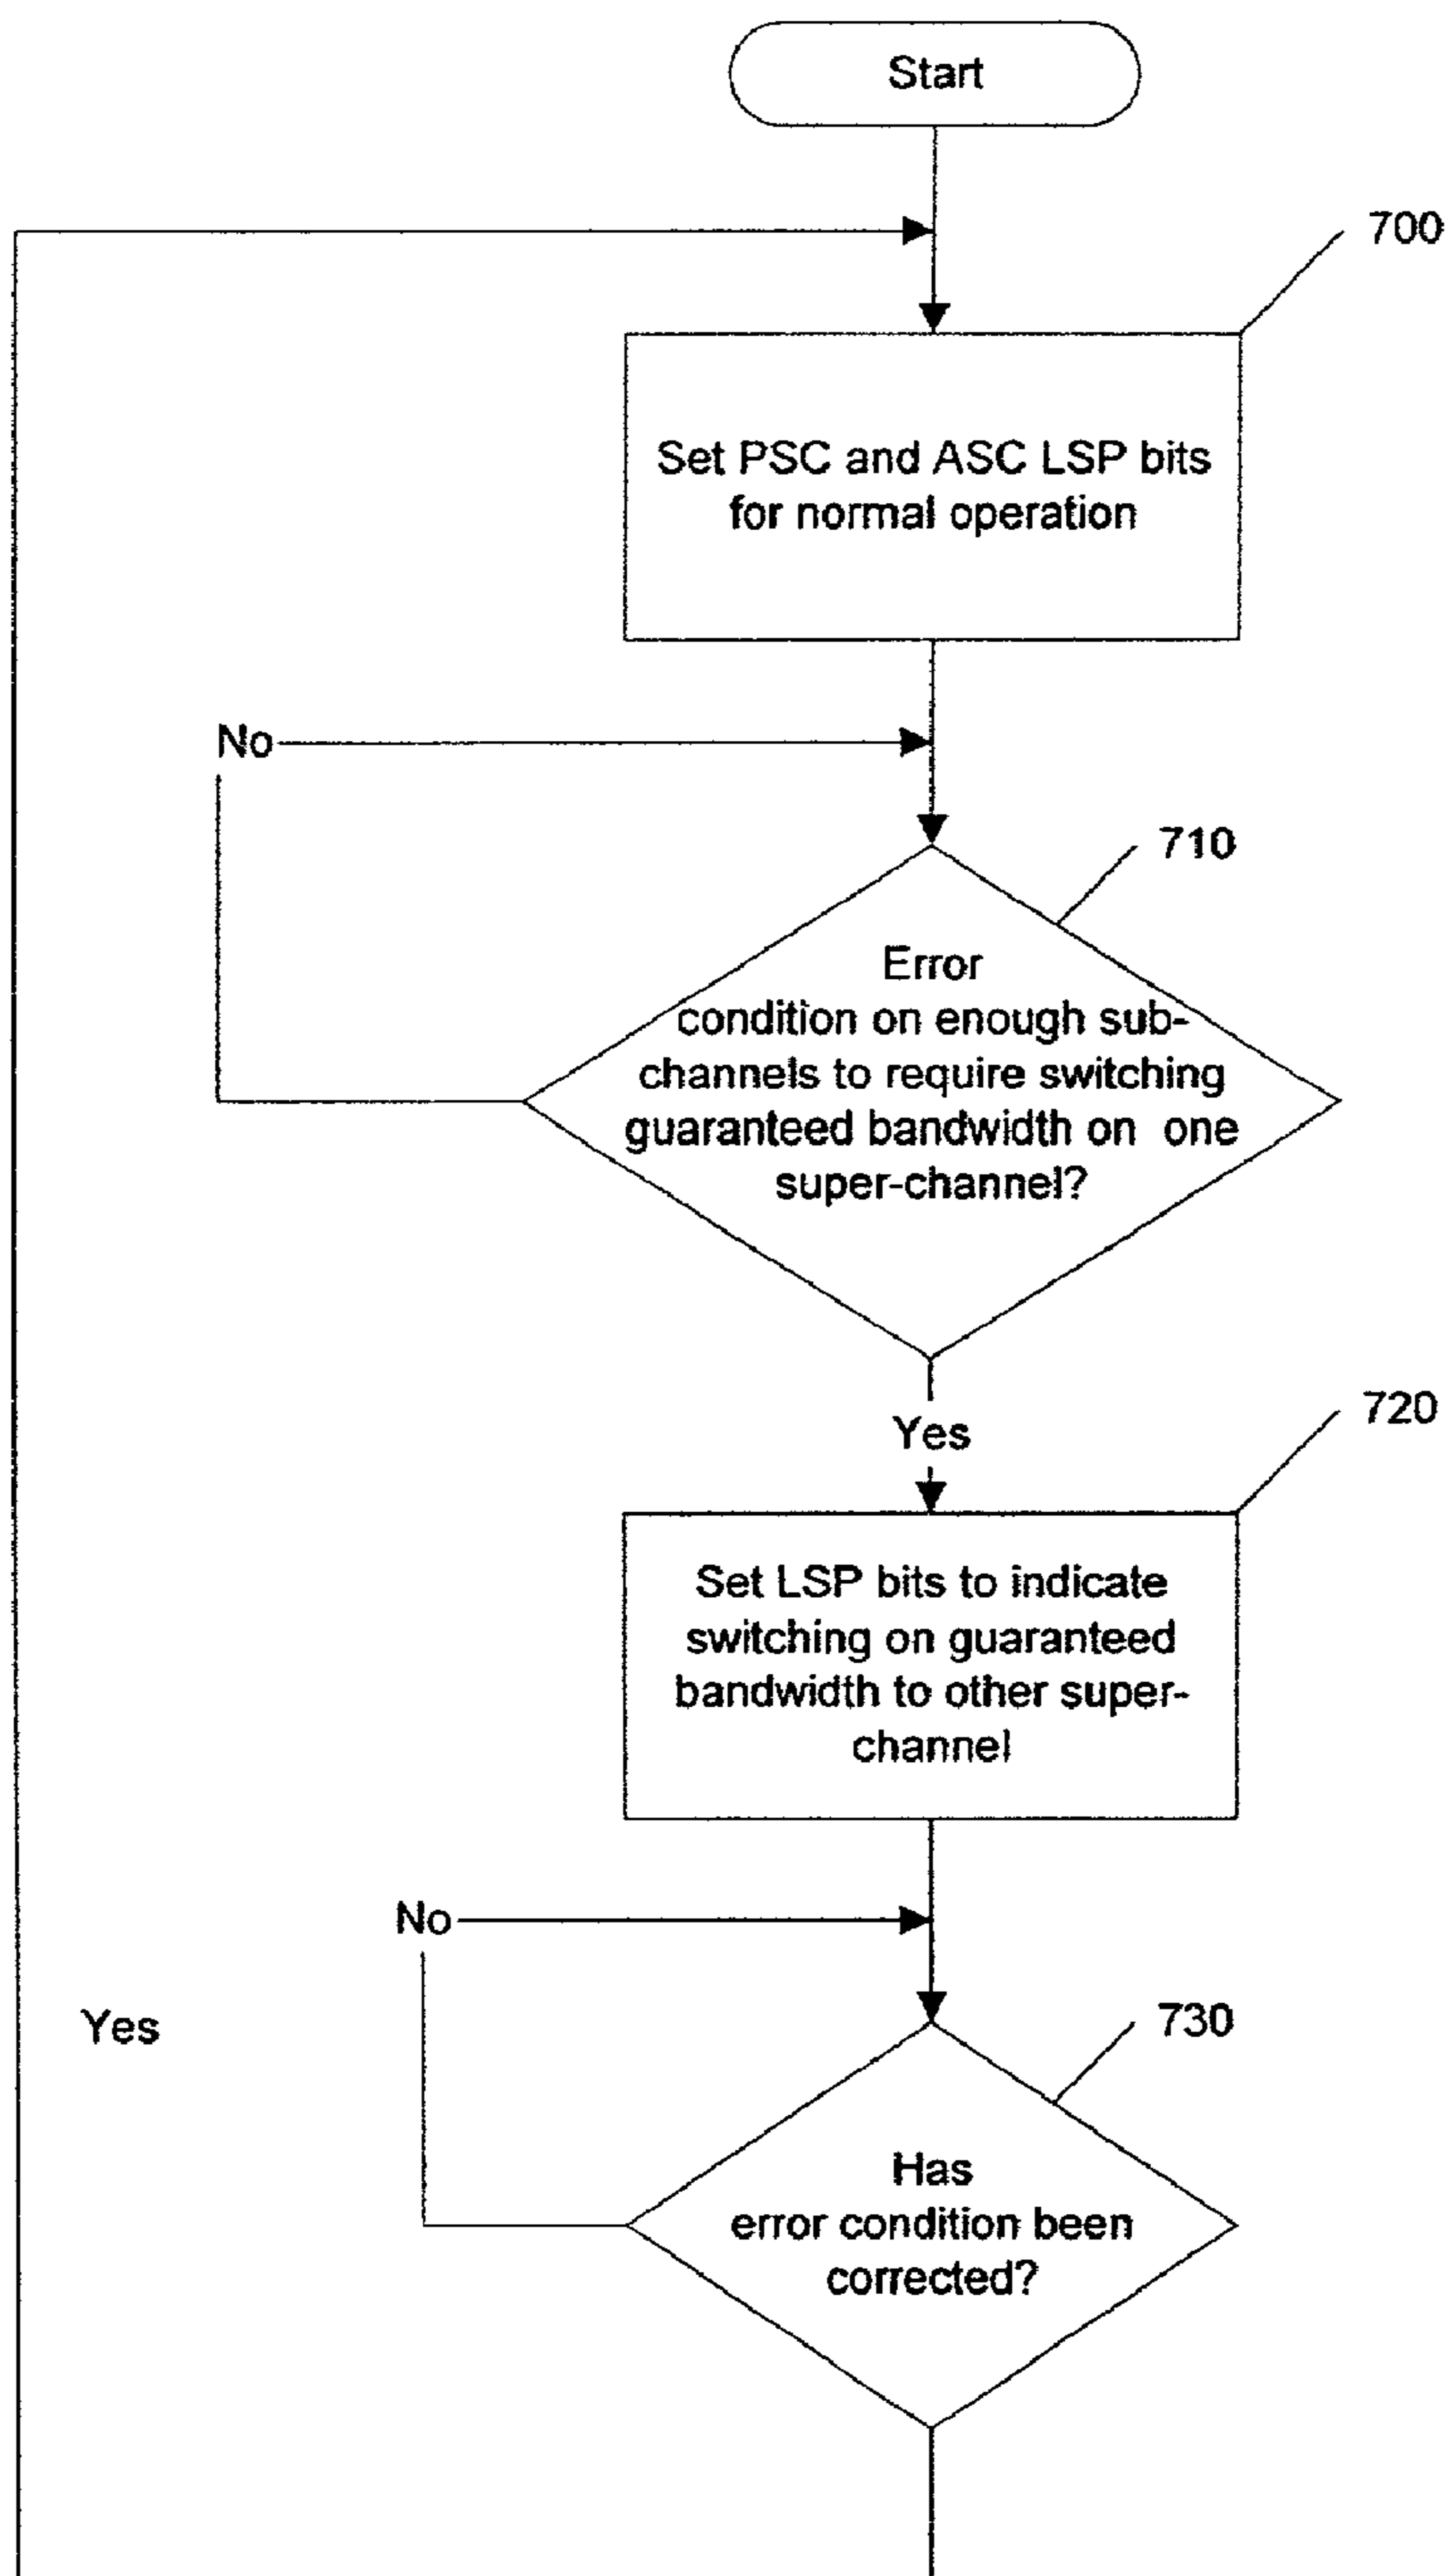 Start
700
Set PSC and ASC LSP bits
for normal operation
No
710
Error
condition on enough sub-
channels to require switching
guaranteed bandwidth on one
super-channel?
Yes
720
Set LSP bits to indicate
switching on guaranteed
bandwidth to other super-
channel
No
Yes
730
Has
error condition been
corrected?